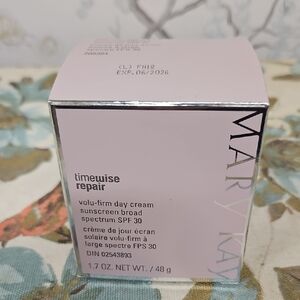 (L) FH12
EXP.06/2026
timewise
repair
volu-firm day cream
sunscreen broad
spectrum SPF 30
crème de jour écran
solaire volu-firm à
large spectre FPS 30
DIN 02543893
1.7 OZ. NET WT. / 48 g
MARY KAY